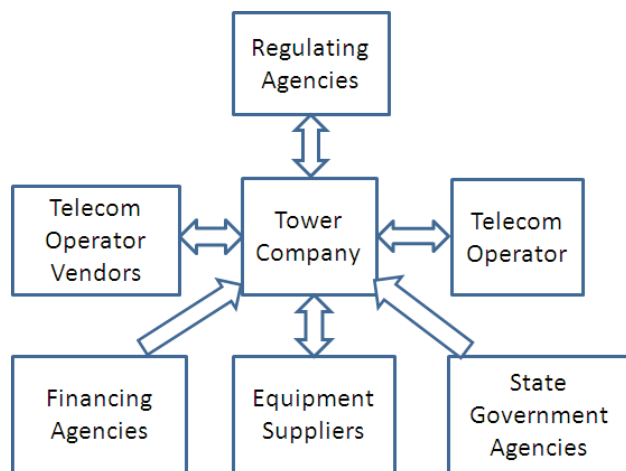 Regulating
Agencies
Telecom
Operator
Vendors
Tower
Company
Telecom
Operator
Financing
Agencies
Equipment
Suppliers
State
Government
Agencies